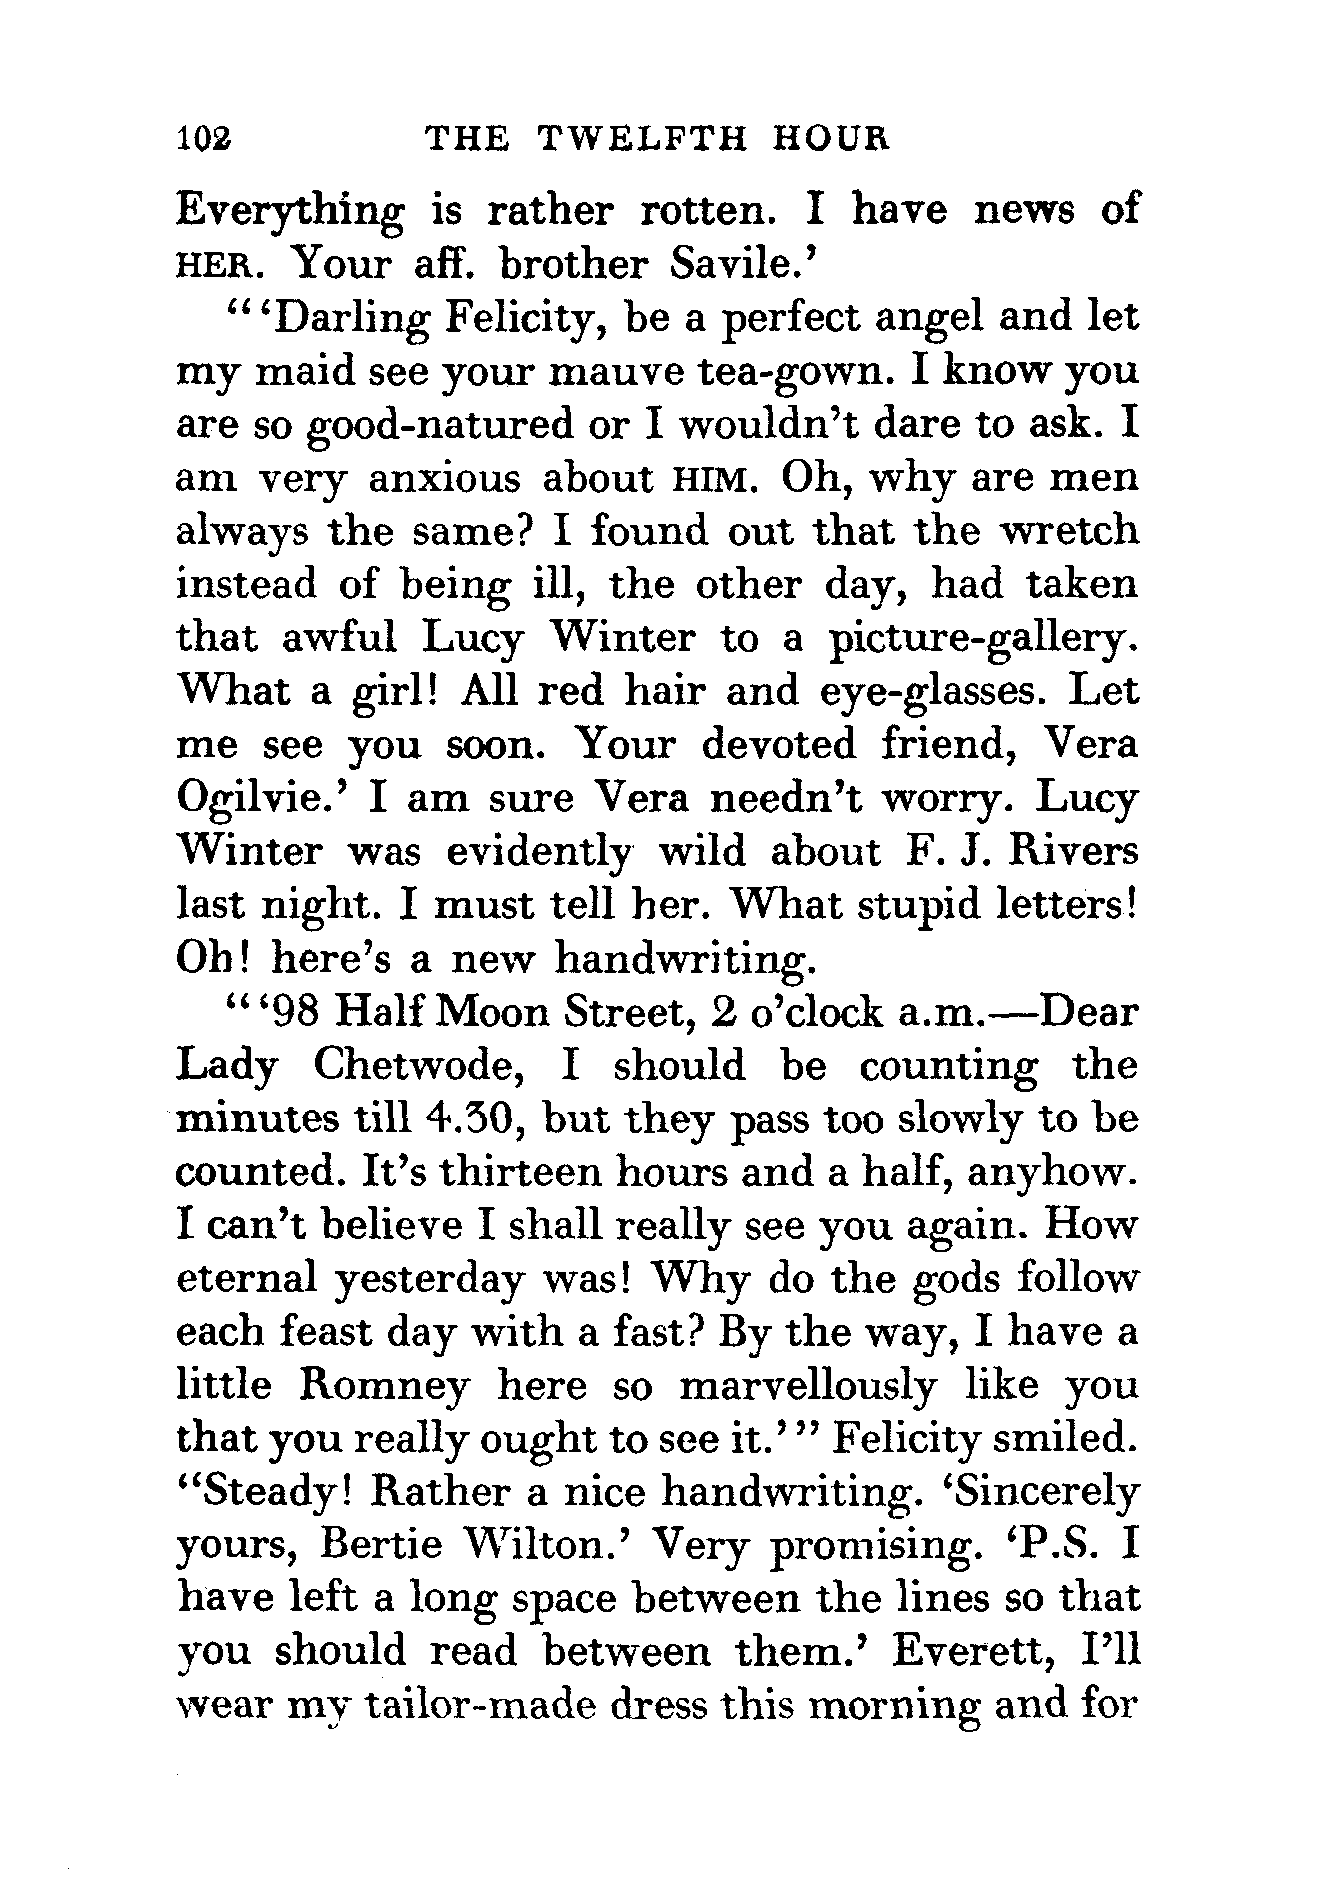 102 THE TWELFTH HOUR
Everything is rather rotten. I have news of
HER. Your aff. brother Savile.’
“ ‘Darling Felicity, be a perfect angel and let
my maid see your mauve tea-gown. I know you
are so good-natured or I wouldn’t dare to ask. I
am very anxious about HIM. Oh, why are men
always the same? I found out that the wretch
instead of being ill, the other day, had taken
that awful Lucy Winter to a picture-gallery.
What a girl! All red hair and eye-glasses. Let
me see you soon. Your devoted friend, Vera
Ogilvie.’ I am sure Vera needn’t worry. Lucy
Winter was evidently wild about F. J. Rivers
last night. I must tell her. What stupid letters!
Oh! here’s a new handwriting.
“ ‘98 Half Moon Street, 2 o’clock a.m.—Dear
Lady Chetwode, I should be counting the
minutes till 4.30, but they pass too slowly to be
counted. It’s thirteen hours and a half, anyhow.
I can’t believe I shall really see you again. How
eternal yesterday was! Why do the gods follow
each feast day with a fast? By the way, I have a
little Romney here so marvellously like you
that you really ought to see it.’ ” Felicity smiled.
“Steady! Rather a nice handwriting. ‘Sincerely
yours, Bertie Wilton.’ Very promising. ‘P.S. I
have left a long space between the lines so that
you should read between them.’ Everett, I’ll
wear my tailor-made dress this morning and for